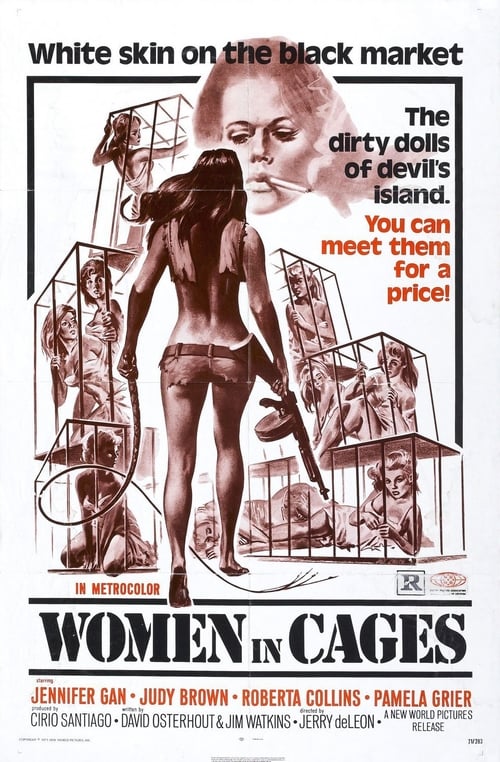 White skin on the black market
The
dirty dolls
of devil's
island.
You can
meet them
for a
price!
IN METROCOLOR
R
WOMEN IN CAGES
starring
JENNIFER GAN • JUDY BROWN • ROBERTA COLLINS • PAMELA GRIER
produced by
CIRIO SANTIAGO •
written by
DAVID OSTERHOUT & JIM WATKINS •
directed by
JERRY deLEON •
A NEW WORLD PICTURES
RELEASE
71/283